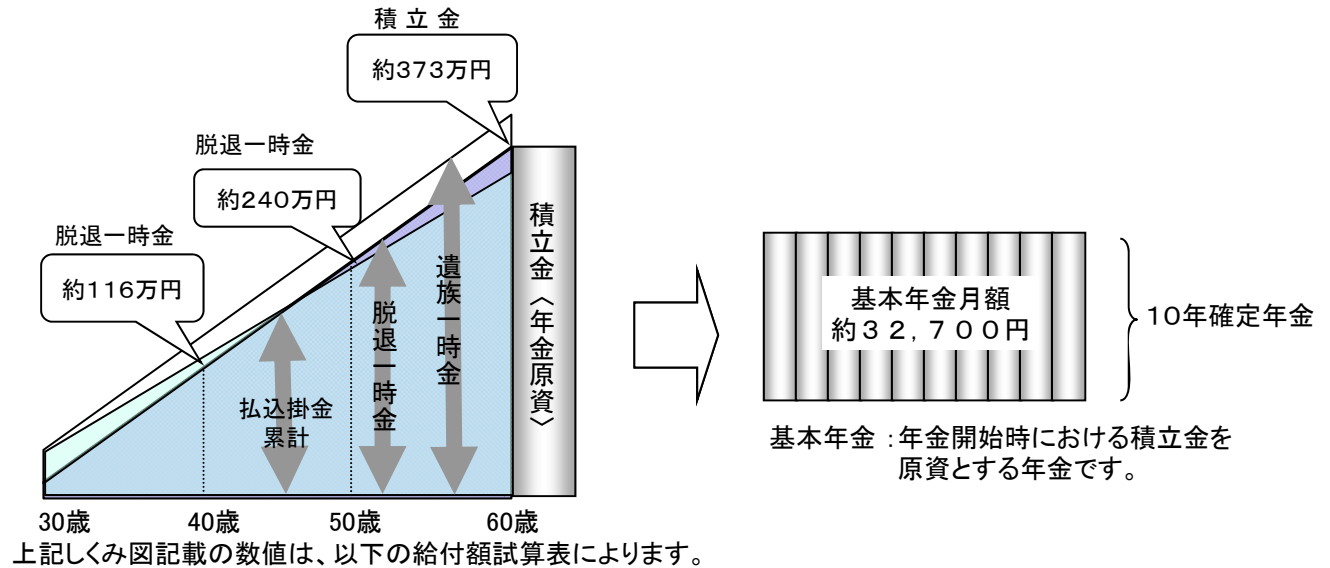 積立金
約373万円
脱退一時金
約240万円
脱退一時金
約116万円
払込掛金
累計
脱退一時金
遺族一時金
積立金〈年金原資〉
30歳
40歳
50歳
60歳
基本年金月額
約32,700円
10年確定年金
基本年金：年金開始時における積立金を
原資とする年金です。
上記しくみ図記載の数値は、以下の給付額試算表によります。